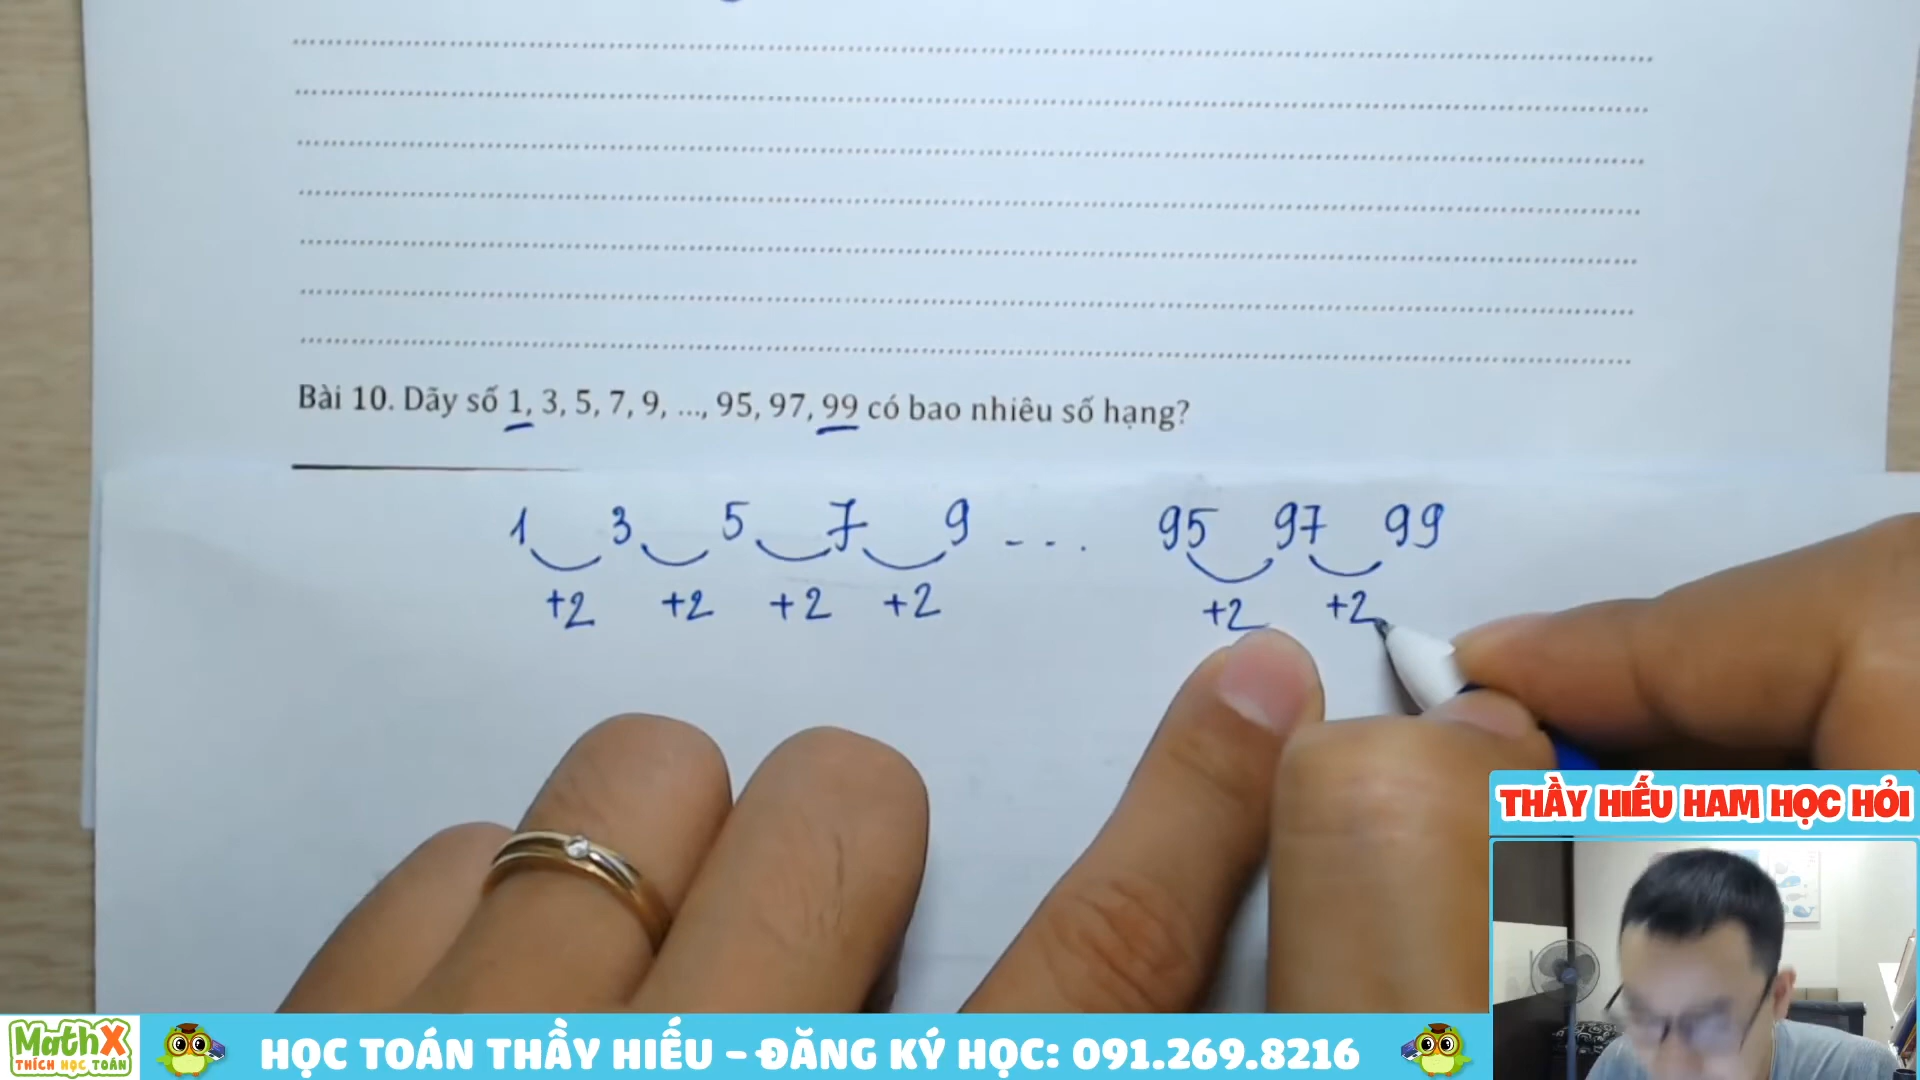 Bài 10. Dãy số 1, 3, 5, 7, 9, ..., 95, 97, 99 có bao nhiêu số hạng?
1 3 5 7 9 - - . 95 97 99
+2 +2 +2 +2 +2 +2
THẦY HIẾU HAM HỌC HỎI
MathX
THÍCH HỌC TOÁN
HỌC TOÁN THẦY HIẾU - ĐĂNG KÝ HỌC: 091.269.8216